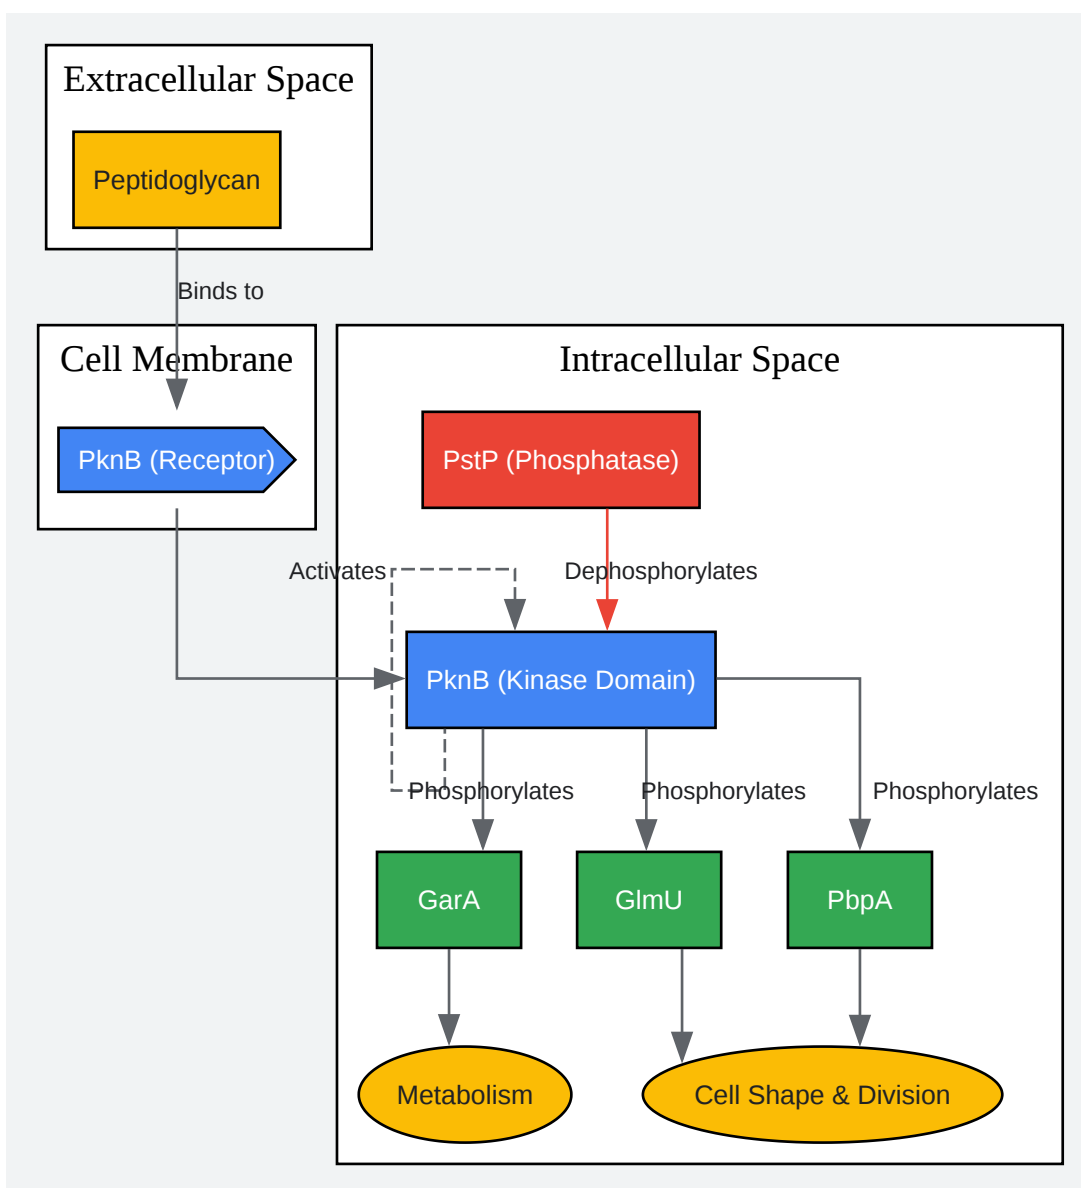 Extracellular Space
Peptidoglycan
Binds to
Cell Membrane
PknB (Receptor)
Intracellular Space
PstP (Phosphatase)
Activates
Dephosphorylates
PknB (Kinase Domain)
Phosphorylates
Phosphorylates
Phosphorylates
GarA
GlmU
PbpA
Metabolism
Cell Shape & Division